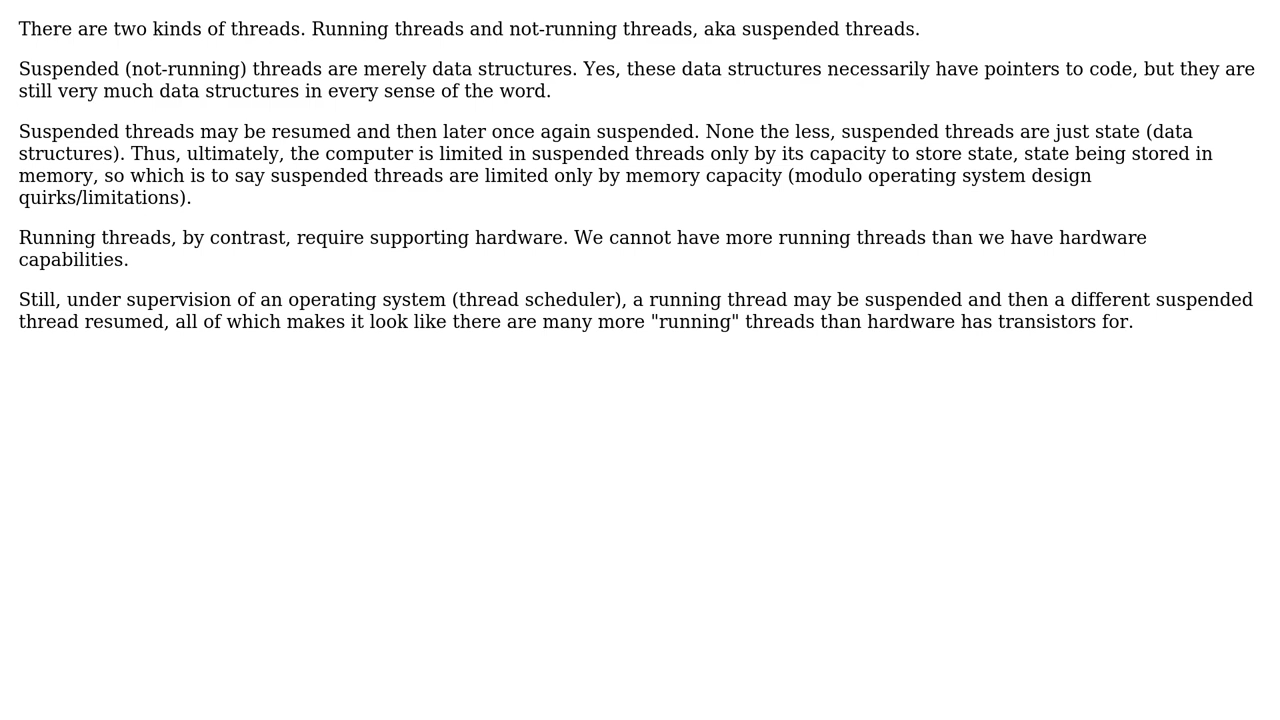 There are two kinds of threads. Running threads and not-running threads, aka suspended threads.
Suspended (not-running) threads are merely data structures. Yes, these data structures necessarily have pointers to code, but they are
still very much data structures in every sense of the word.
Suspended threads may be resumed and then later once again suspended. None the less, suspended threads are just state (data
structures). Thus, ultimately, the computer is limited in suspended threads only by its capacity to store state, state being stored in
memory, so which is to say suspended threads are limited only by memory capacity (modulo operating system design
quirks/limitations).
Running threads, by contrast, require supporting hardware. We cannot have more running threads than we have hardware
capabilities.
Still, under supervision of an operating system (thread scheduler), a running thread may be suspended and then a different suspended
thread resumed, all of which makes it look like there are many more "running" threads than hardware has transistors for.